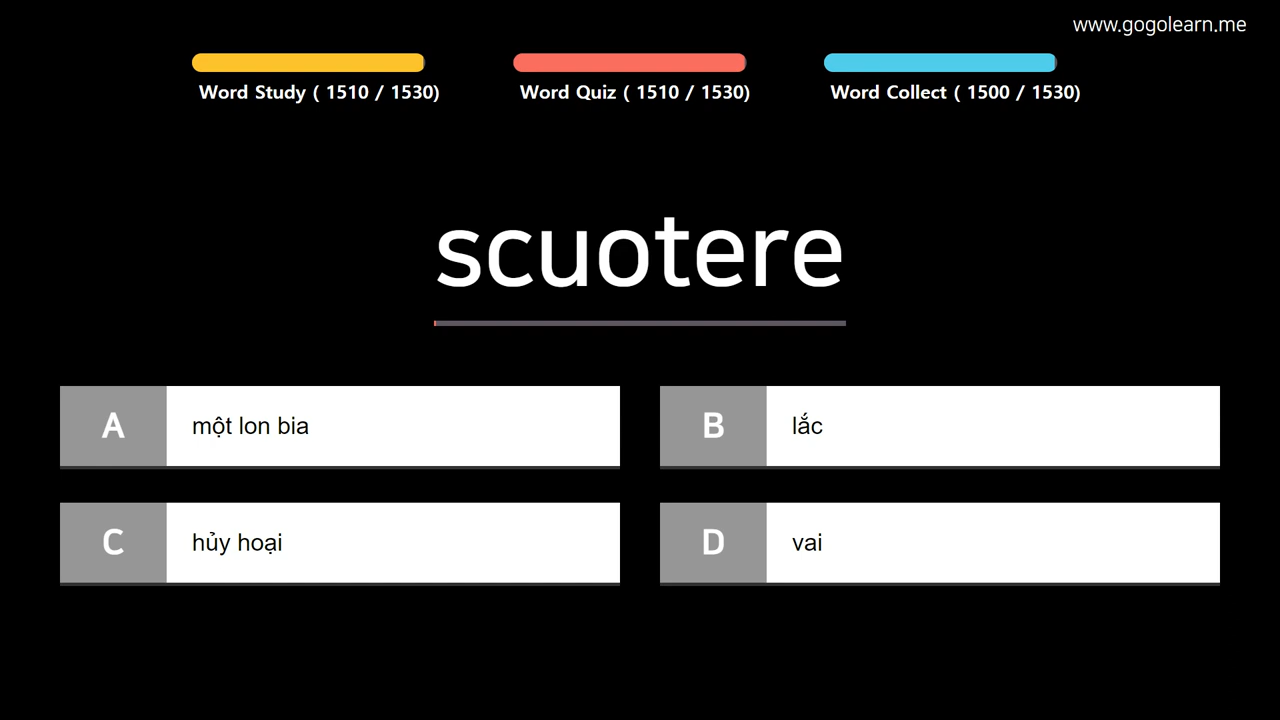 www.gogolearn.me
Word Study ( 1510 / 1530)
Word Quiz ( 1510 / 1530)
Word Collect ( 1500 / 1530)
scuotere
A một lon bia
B lắc
C hủy hoại
D vai